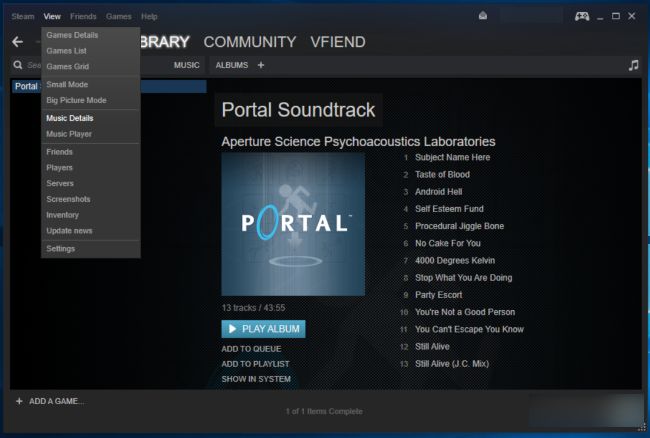 Steam View Friends Games Help
BRARY COMMUNITY VFIEND
MUSIC ALBUMS +
Portal
Games Details
Games List
Games Grid
Small Mode
Big Picture Mode
Music Details
Music Player
Friends
Players
Servers
Screenshots
Inventory
Update news
Settings
Portal Soundtrack
Aperture Science Psychoacoustics Laboratories
PORTAL™
13 tracks / 43:55
PLAY ALBUM
ADD TO QUEUE
ADD TO PLAYLIST
SHOW IN SYSTEM
1 Subject Name Here
2 Taste of Blood
3 Android Hell
4 Self Esteem Fund
5 Procedural Jiggle Bone
6 No Cake For You
7 4000 Degrees Kelvin
8 Stop What You Are Doing
9 Party Escort
10 You're Not a Good Person
11 You Can't Escape You Know
12 Still Alive
13 Still Alive (J.C. Mix)
+ ADD A GAME...
1 of 1 Items Complete